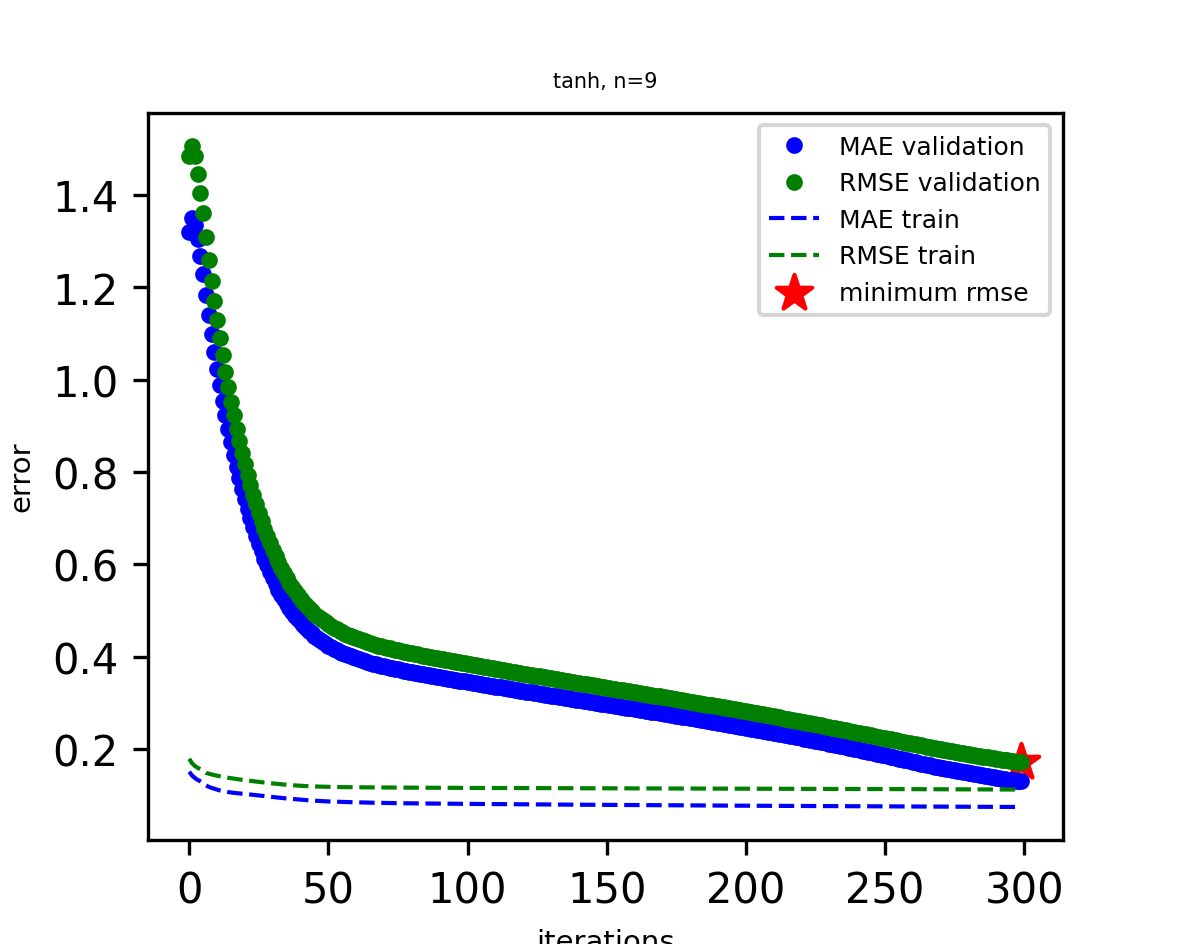 tanh, n=9
MAE validation
RMSE validation
MAE train
RMSE train
minimum rmse
error
1.4
1.2
1.0
0.8
0.6
0.4
0.2
0 50 100 150 200 250 300
iterations